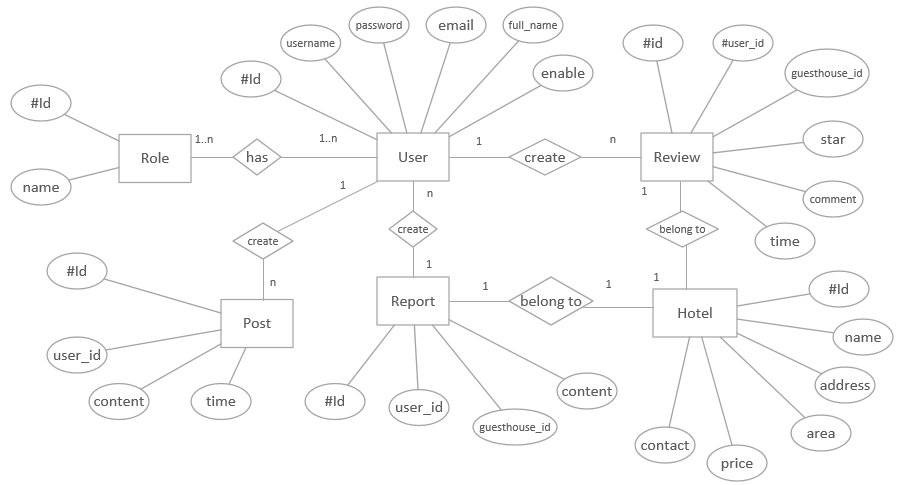 password
email
full_name
username
#id
#user_id
enable
guesthouse_id
#Id
#Id
star
1..n
1..n
1
n
Role
has
User
create
Review
name
1
n
1
comment
create
create
belong to
time
n
1
1
#Id
1
1
Post
Report
belong to
Hotel
#Id
name
user_id
content
time
#Id
user_id
content
address
guesthouse_id
area
contact
price